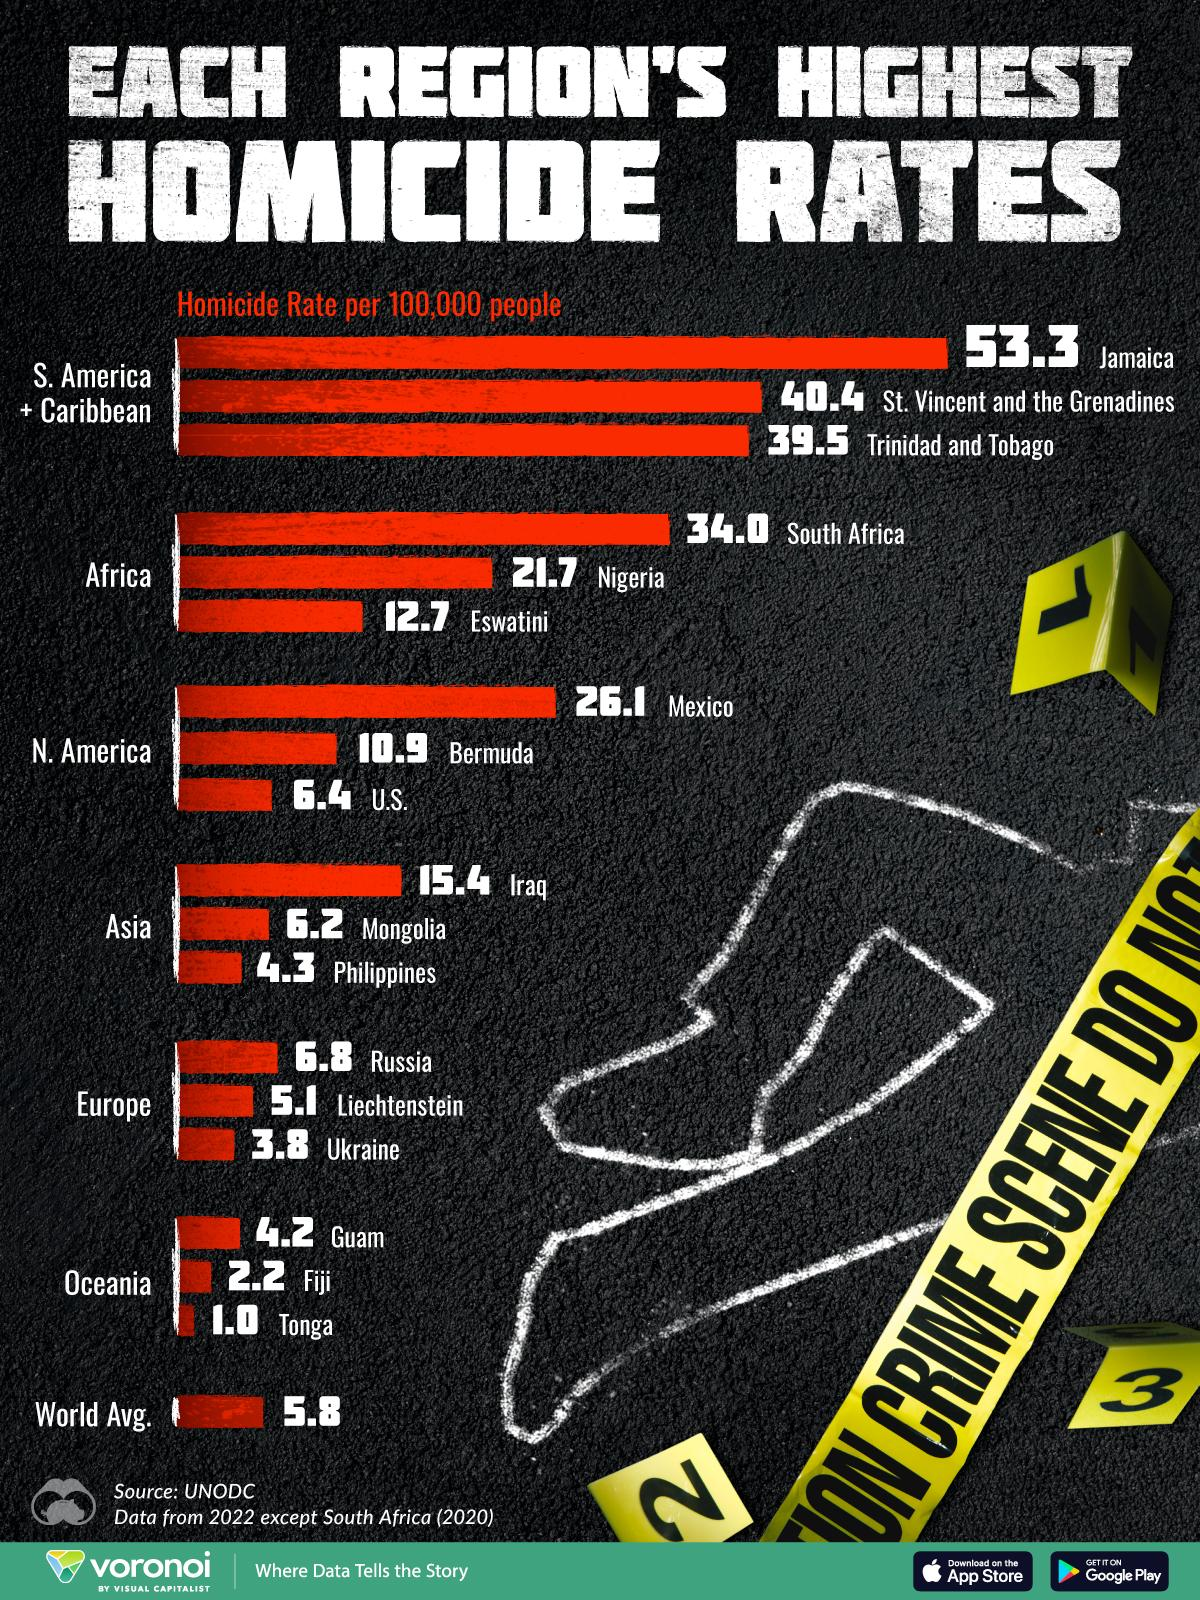 EACH REGION'S HIGHEST
HOMICIDE RATES
Homicide Rate per 100,000 people
S. America
+ Caribbean
53.3 Jamaica
40.4 St. Vincent and the Grenadines
39.5 Trinidad and Tobago
Africa
34.0 South Africa
21.7 Nigeria
12.7 Eswatini
N. America
26.1 Mexico
10.9 Bermuda
6.4 U.S.
Asia
15.4 Iraq
6.2 Mongolia
4.3 Philippines
Europe
6.8 Russia
5.1 Liechtenstein
3.8 Ukraine
Oceania
4.2 Guam
2.2 Fiji
1.0 Tonga
World Avg.
5.8
1
1
TION CRIME SCENE DO NOT
3
2
Source: UNODC
Data from 2022 except South Africa (2020)
voronoi
BY VISUAL CAPITALIST
Where Data Tells the Story
Download on the
App Store
GET IT ON
Google Play